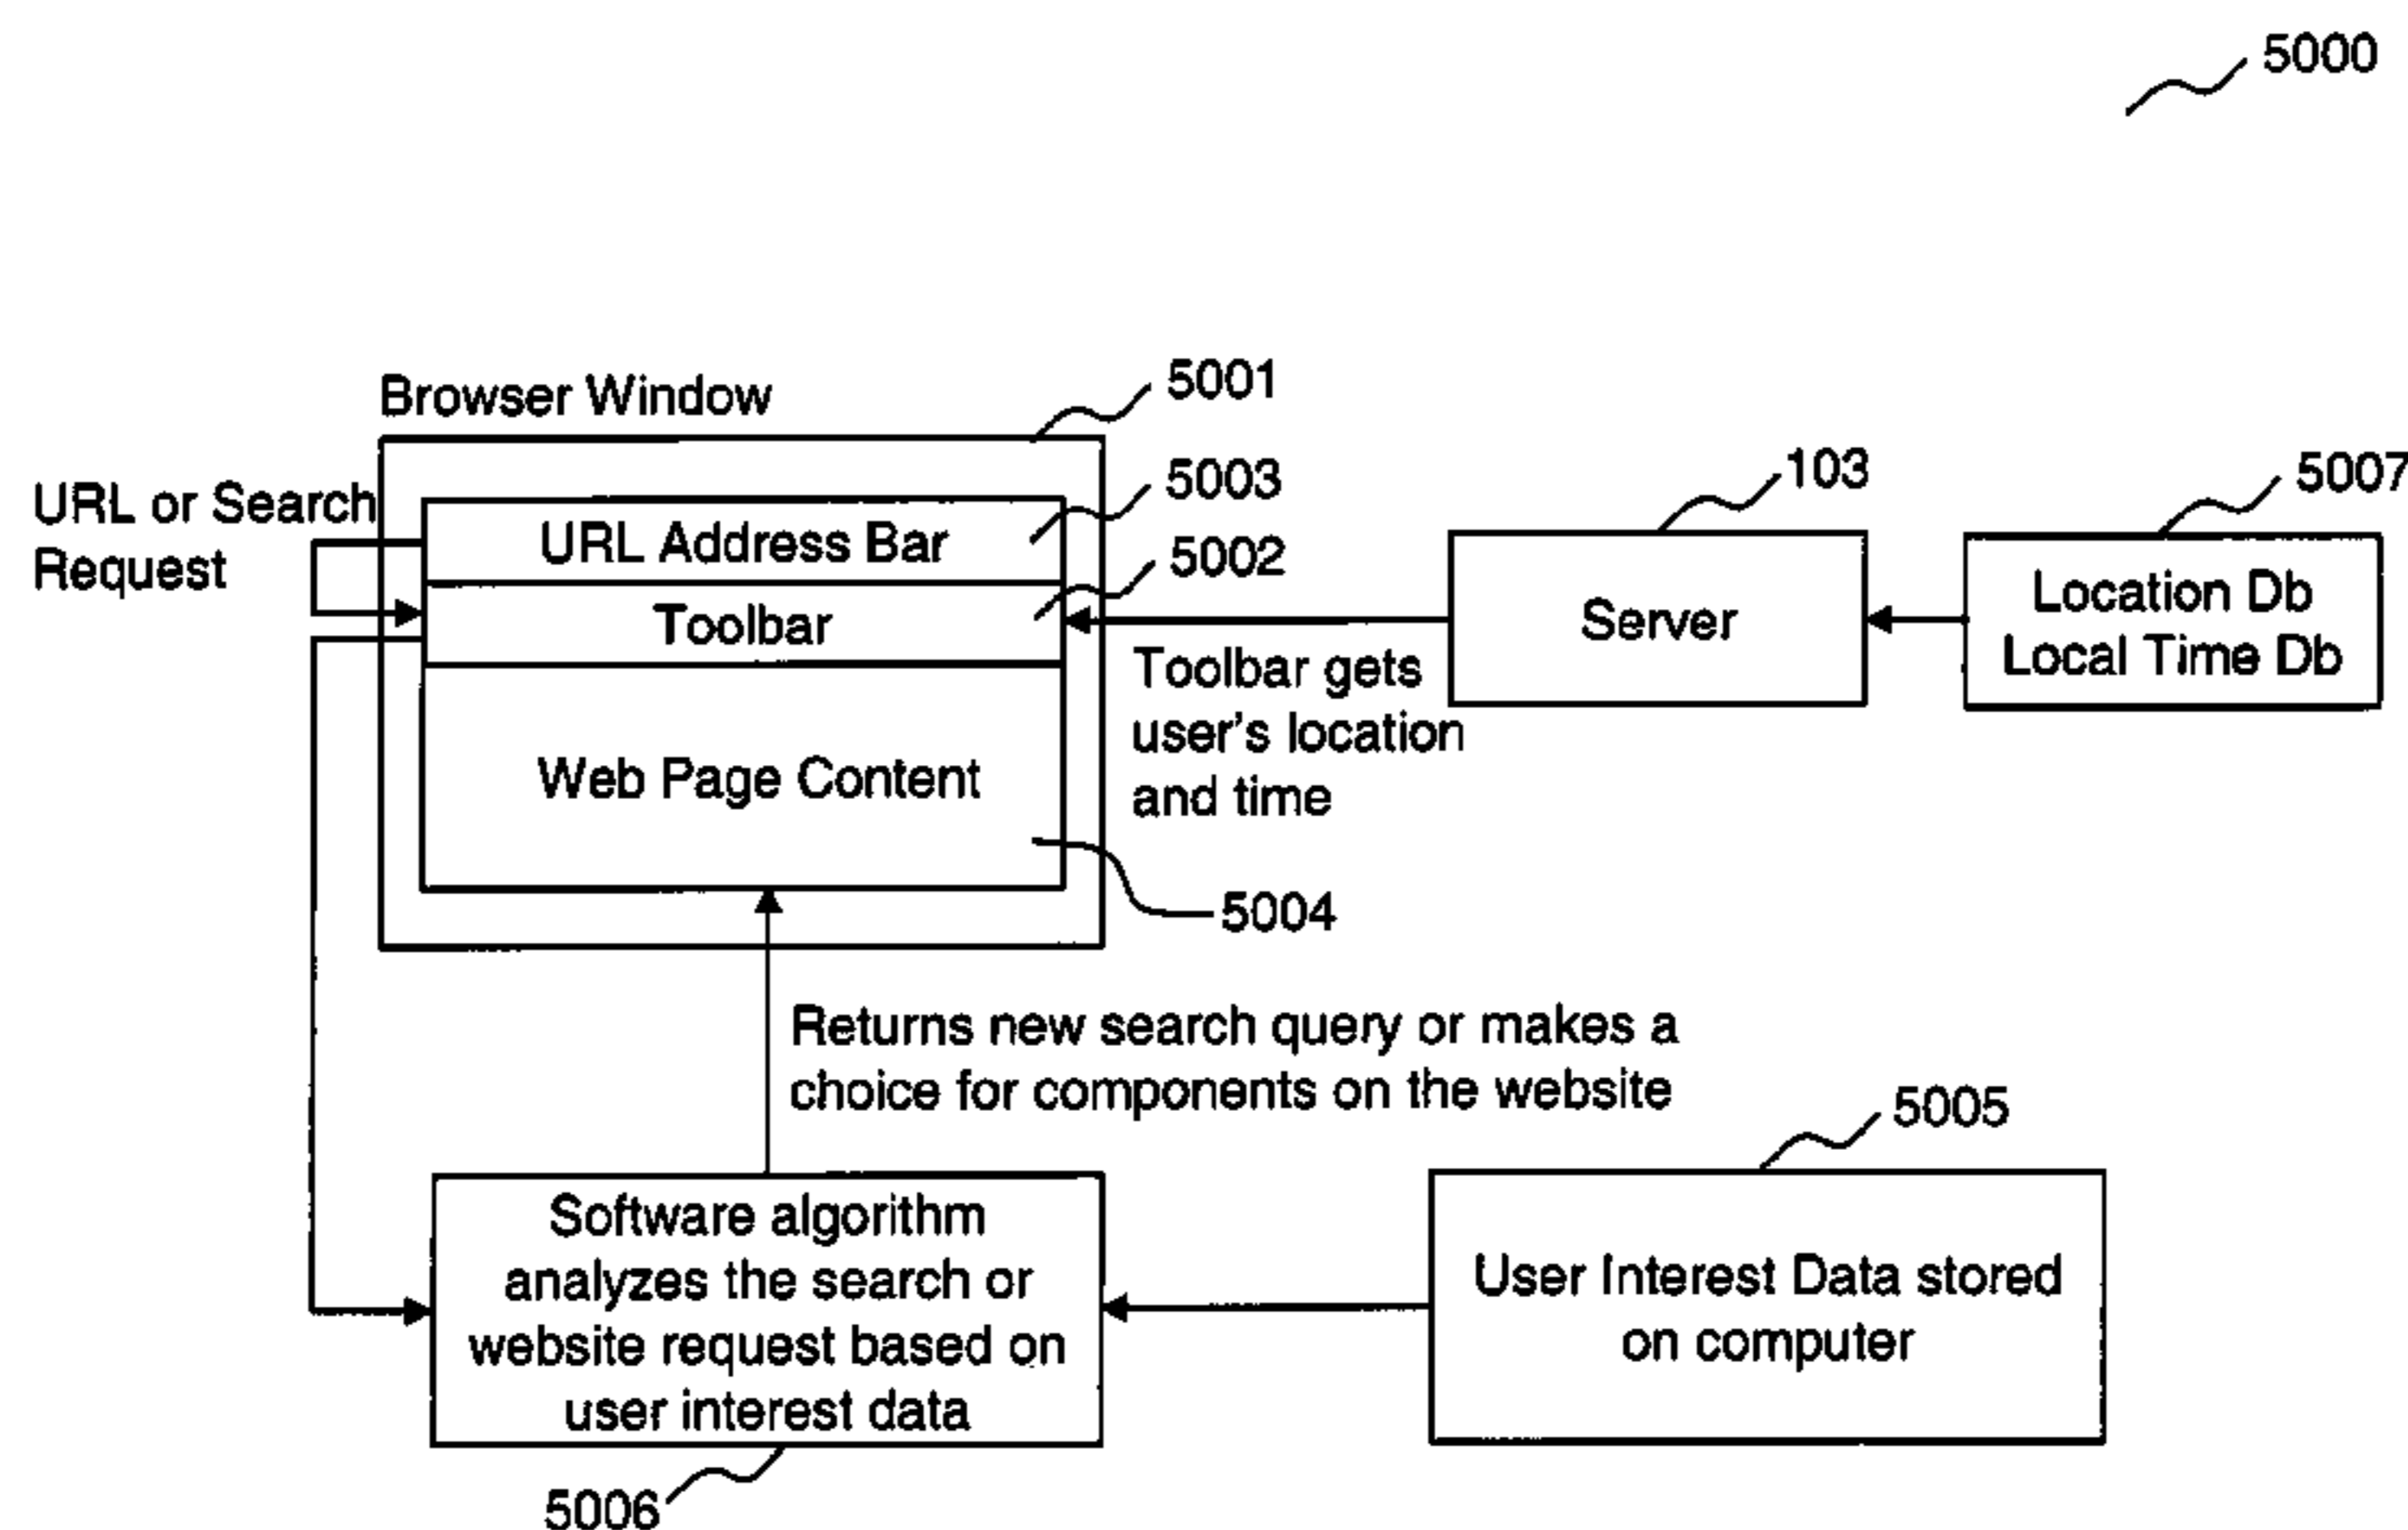 5000
Browser Window
5001
5003
103
5007
URL or Search
Request
URL Address Bar
5002
Toolbar
Server
Location Db
Local Time Db
Toolbar gets
user's location
and time
Web Page Content
5004
Returns new search query or makes a
choice for components on the website
5005
Software algorithm
analyzes the search or
website request based on
user interest data
User Interest Data stored
on computer
5006